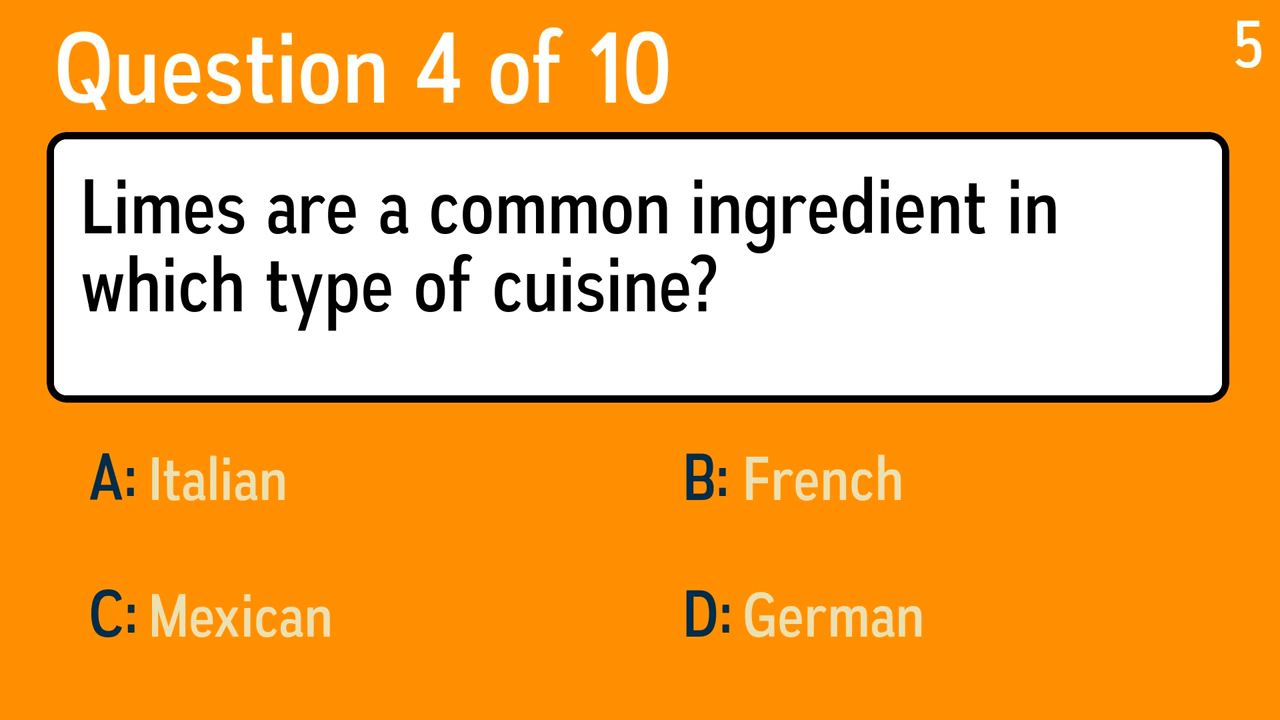 Question 4 of 10
5
Limes are a common ingredient in
which type of cuisine?
A: Italian
B: French
C: Mexican
D: German